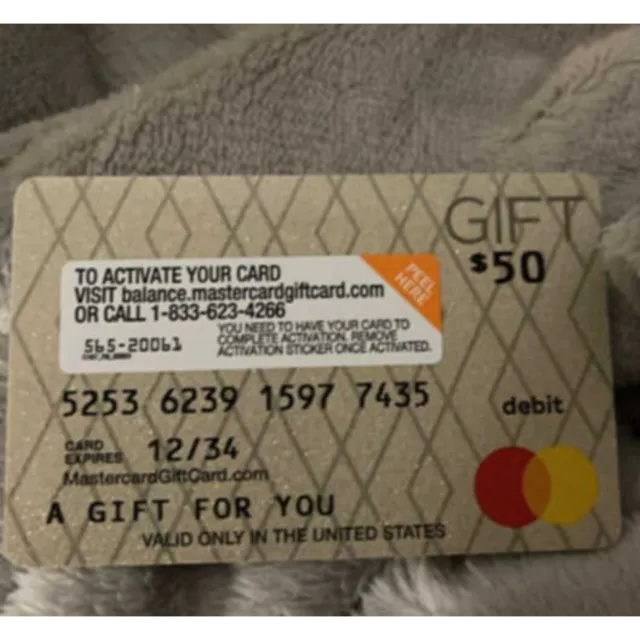 GIFT
$50
TO ACTIVATE YOUR CARD
VISIT balance.mastercardgiftcard.com
OR CALL 1-833-623-4266
PEEL
HERE
YOU NEED TO HAVE YOUR CARD TO
COMPLETE ACTIVATION. REMOVE
ACTIVATION STICKER ONCE ACTIVATED.
565-20061
5253 6239 1597 7435
debit
CARD
EXPIRES 12/34
MastercardGiftCard.com
A GIFT FOR YOU
VALID ONLY IN THE UNITED STATES